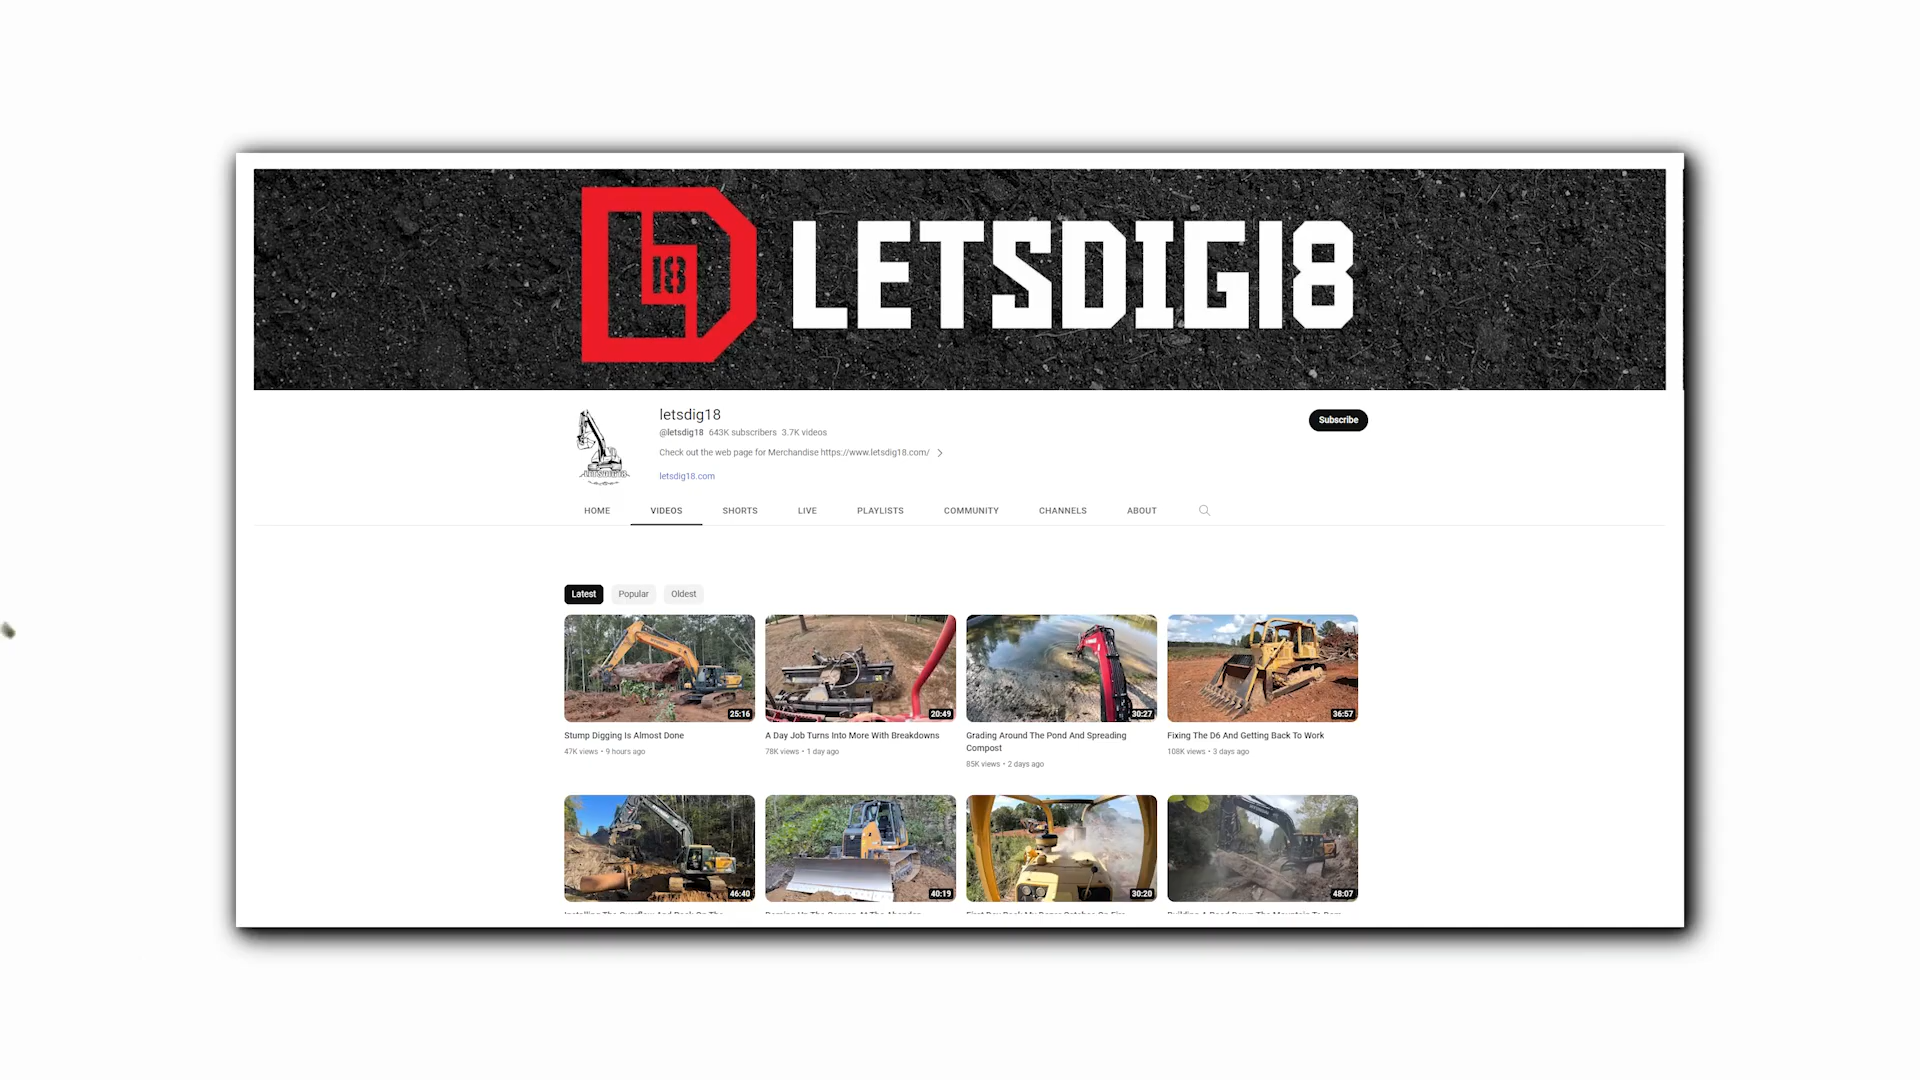 18
LETSDIG18
letsdig18
@letsdig18 643K subscribers 3.7K videos
Subscribe
Check out the web page for Merchandise https://www.letsdig18.com/
letsdig18.com
HOME VIDEOS SHORTS LIVE PLAYLISTS COMMUNITY CHANNELS ABOUT
Latest Popular Oldest
25:16 20:49 30:27 36:57
Stump Digging Is Almost Done
47K views • 9 hours ago
A Day Job Turns Into More With Breakdowns
78K views • 1 day ago
Grading Around The Pond And Spreading
Compost
85K views • 2 days ago
Fixing The D6 And Getting Back To Work
108K views • 3 days ago
46:40 40:19 30:20 48:07